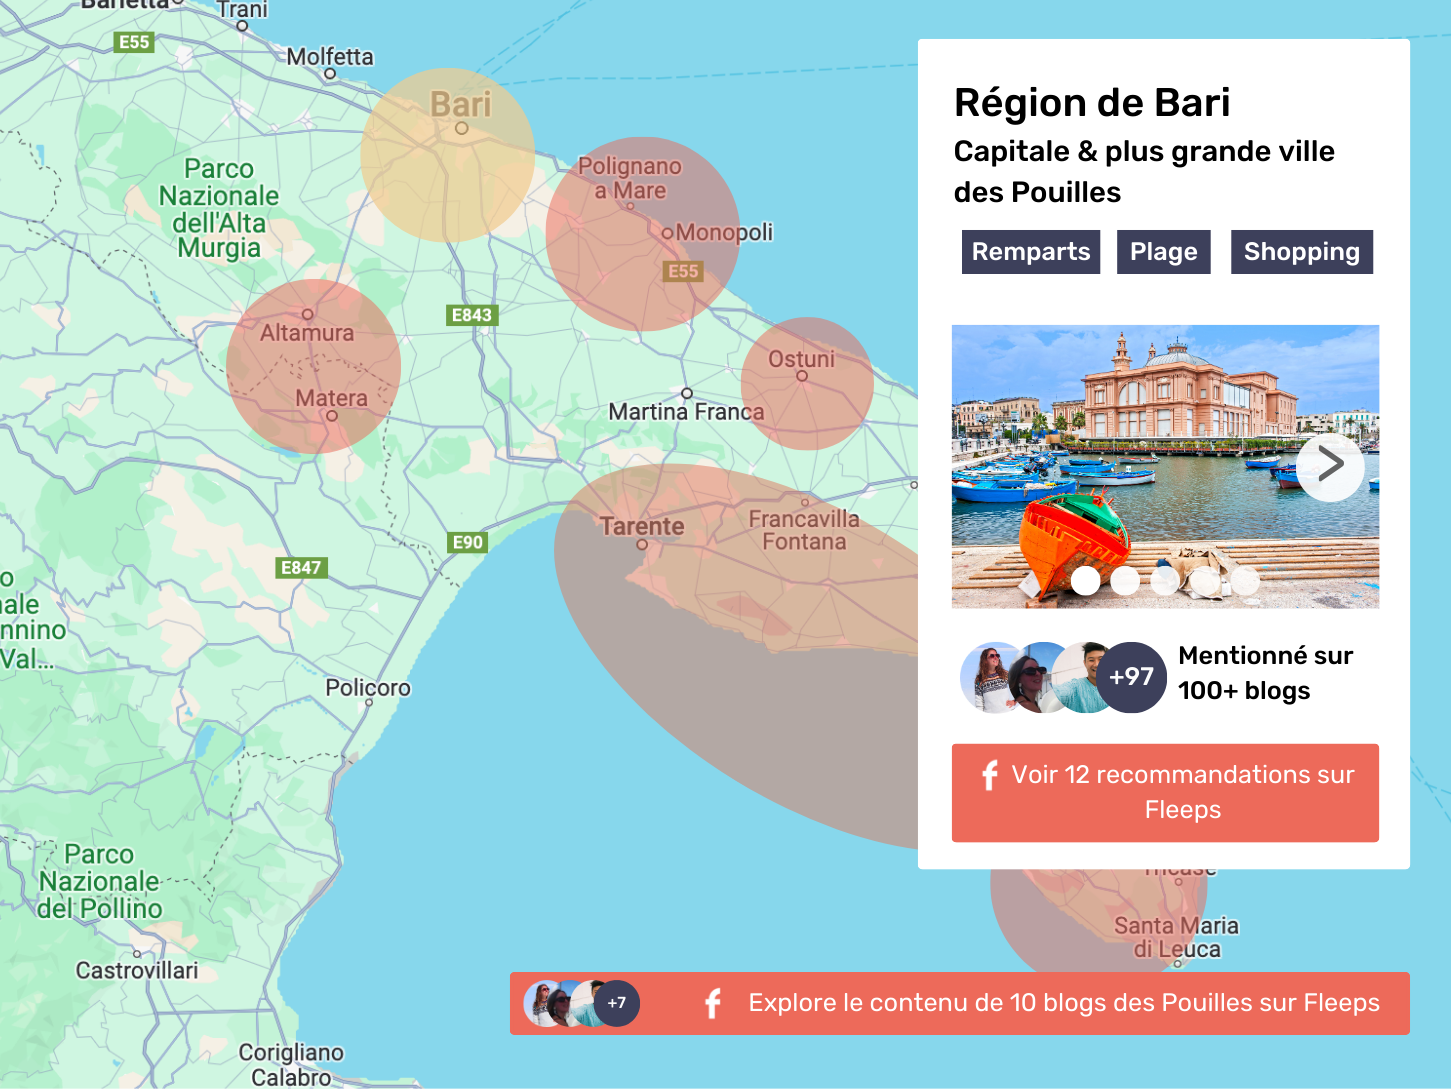 Barletta
Trani
E55
Molfetta
Bari
Parco
Nazionale
dell'Alta
Murgia
Polignano
a Mare
Monopoli
E55
E843
Altamura
Matera
Ostuni
Martina Franca
Tarente
Francavilla
Fontana
E90
E847
o
nale
nnino
Val...
Policoro
Parco
Nazionale
del Pollino
Castrovillari
Corigliano
Calabro
Région de Bari
Capitale & plus grande ville
des Pouilles
Remparts Plage Shopping
>
+97
Mentionné sur
100+ blogs
f Voir 12 recommandations sur
Fleeps
Tricase
Santa Maria
di Leuca
+7 f Explore le contenu de 10 blogs des Pouilles sur Fleeps